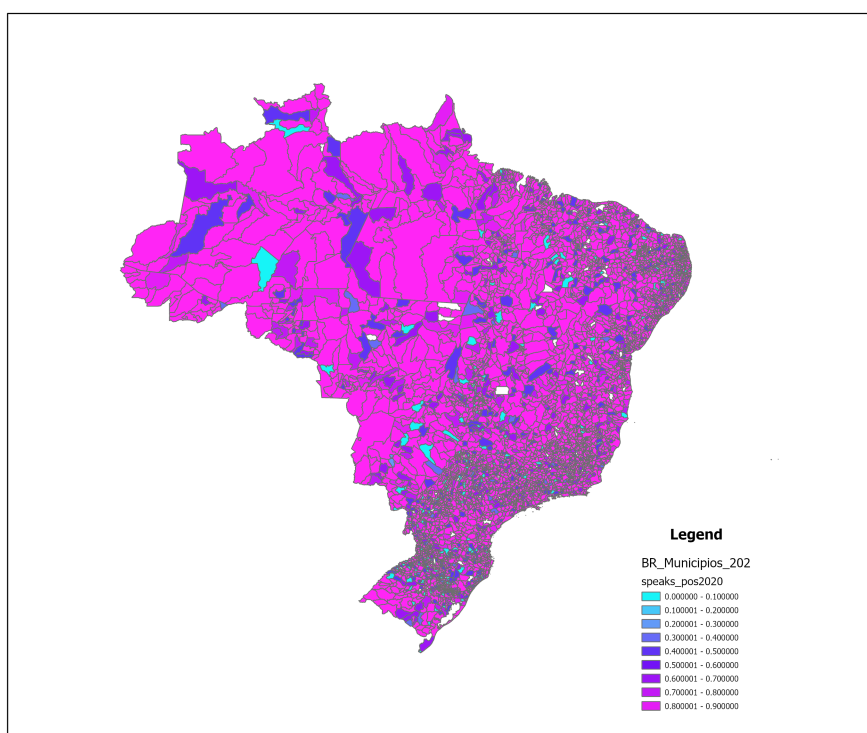 Legend
BR_Municipios_202
speaks_pos2020
0.000000 - 0.100000
0.100001 - 0.200000
0.200001 - 0.300000
0.300001 - 0.400000
0.400001 - 0.500000
0.500001 - 0.600000
0.600001 - 0.700000
0.700001 - 0.800000
0.800001 - 0.900000